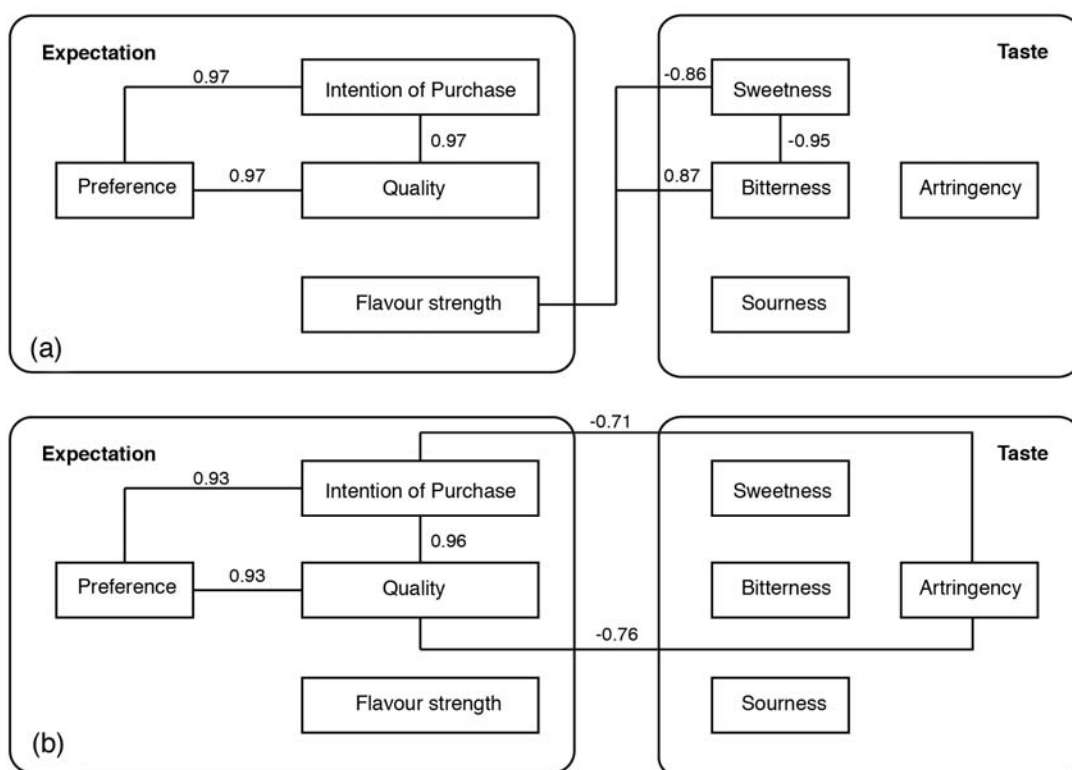 Expectation
Taste
0.97
Intention of Purchase
-0.86
Sweetness
0.97
-0.95
Preference
0.97
Quality
0.87
Bitterness
Artringency
Flavour strength
Sourness
(a)
-0.71
Expectation
Taste
0.93
Intention of Purchase
Sweetness
0.96
Preference
0.93
Quality
Bitterness
Artringency
-0.76
Flavour strength
Sourness
(b)